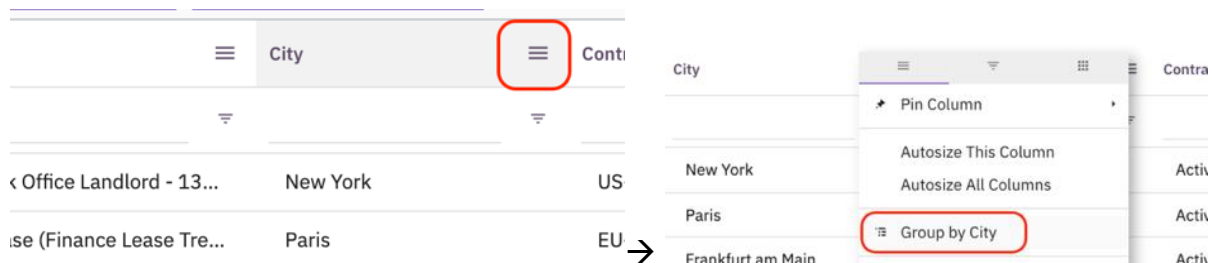 City
Contr
k Office Landlord - 13...
New York
US-
ase (Finance Lease Tre...
Paris
EU-
→
City
Contra
Pin Column
Autosize This Column
New York
Activ
Autosize All Columns
Paris
Activ
Group by City
Frankfurt am Main
Activ